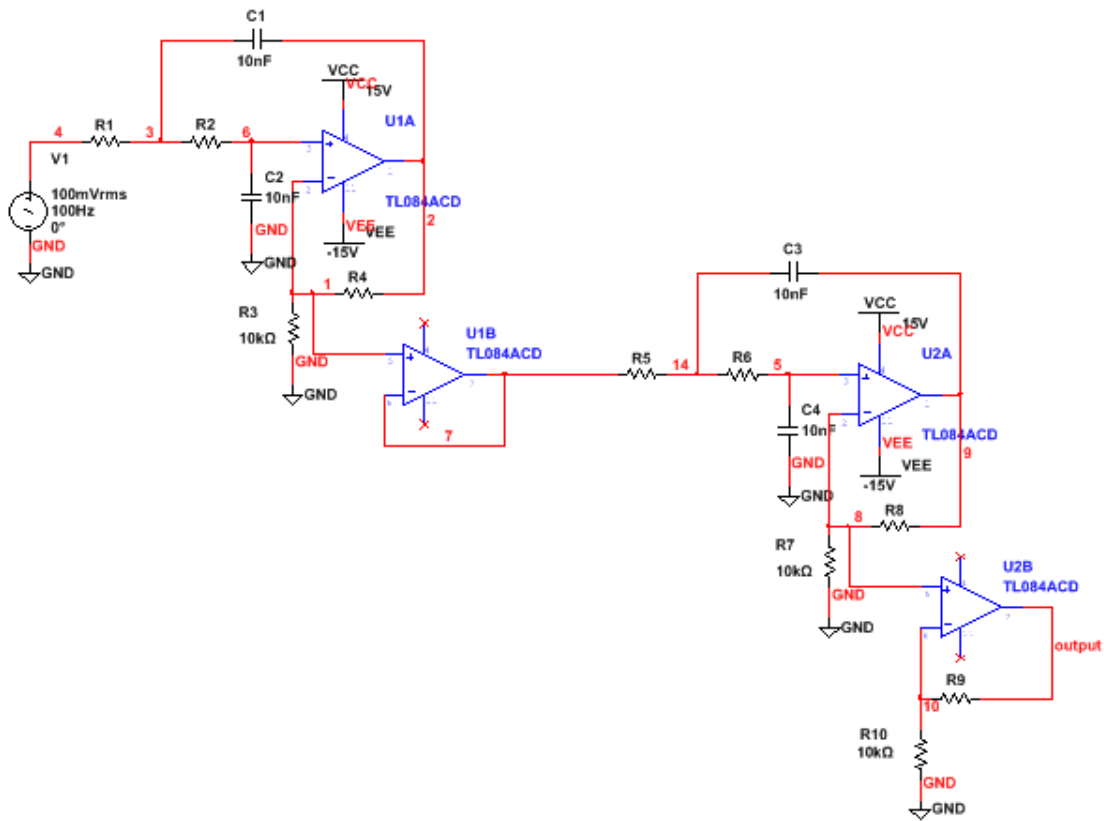 C1
10nF
VCC
VCC
15V
U1A
4
R1
3
R2
6
V1
C2
10nF
TL084ACD
100mVrms
100Hz
0°
GND
GND
GND
GND
VEE
VEE
-15V
2
C3
10nF
1
R4
R3
10kΩ
U1B
TL084ACD
GND
GND
7
VCC
VCC
15V
U2A
R5
14
R6
5
C4
10nF
TL084ACD
GND
GND
VEE
VEE
-15V
9
8
R8
R7
10kΩ
GND
GND
U2B
TL084ACD
output
R9
10
R10
10kΩ
GND
GND